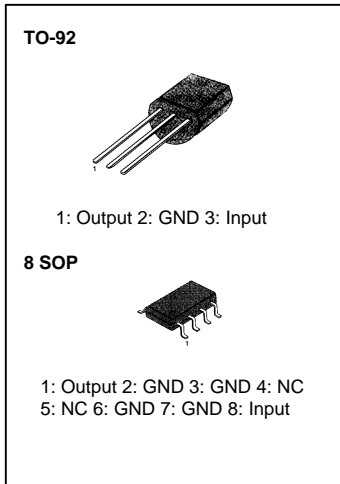 TO-92
1
1: Output 2: GND 3: Input
8 SOP
1
1: Output 2: GND 3: GND 4: NC
5: NC 6: GND 7: GND 8: Input